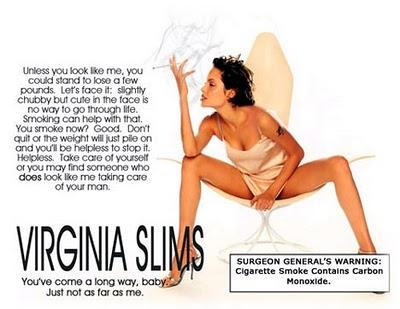 Unless you look like me, you
could stand to lose a few
pounds.  Let's face it:  slightly
chubby but cute in the face is
no way to go through life.
Smoking can help with that.
You smoke now?  Good.  Don't
quit or the weight will just pile on
and you'll be helpless to stop it.
Helpless.  Take care of yourself
or you may find someone who
does look like me taking care
of your man.
VIRGINIA SLIMS
You've come a long way, baby.
Just not as far as me.
SURGEON GENERAL'S WARNING:
Cigarette Smoke Contains Carbon
Monoxide.